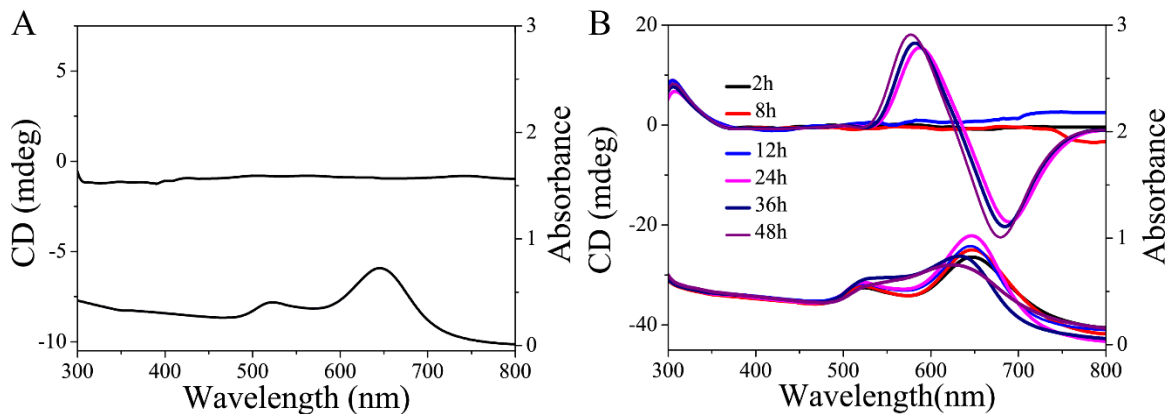 A
CD (mdeg)
5
0
-5
-10
3
2
1
0
Absorbance
300 400 500 600 700 800
Wavelength (nm)
B
CD (mdeg)
20
0
-20
-40
2h
8h
12h
24h
36h
48h
3
2
1
0
Absorbance
300 400 500 600 700 800
Wavelength(nm)